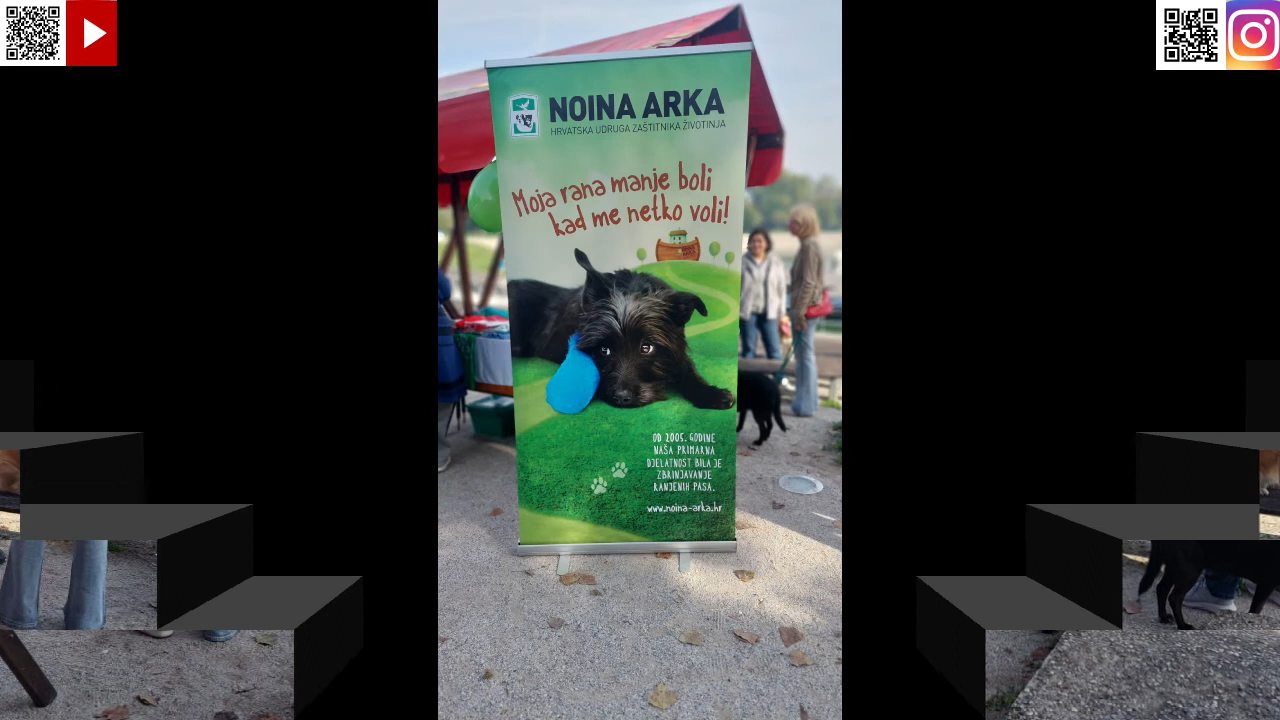 NOINA ARKA
HRVATSKA UDRUGA ZAŠTITNIKA ŽIVOTINJA
Moja rana manje boli
kad me netko voli!
OD 2005. GODINE
NAŠA PRIMARNA
DJELATNOST BILA JE
ZBRINJAVANJE
RANJENIH PASA.
www.noina-arka.hr